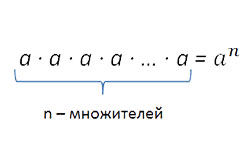 a · a · a · a · ... · a = aⁿ
n – множителей